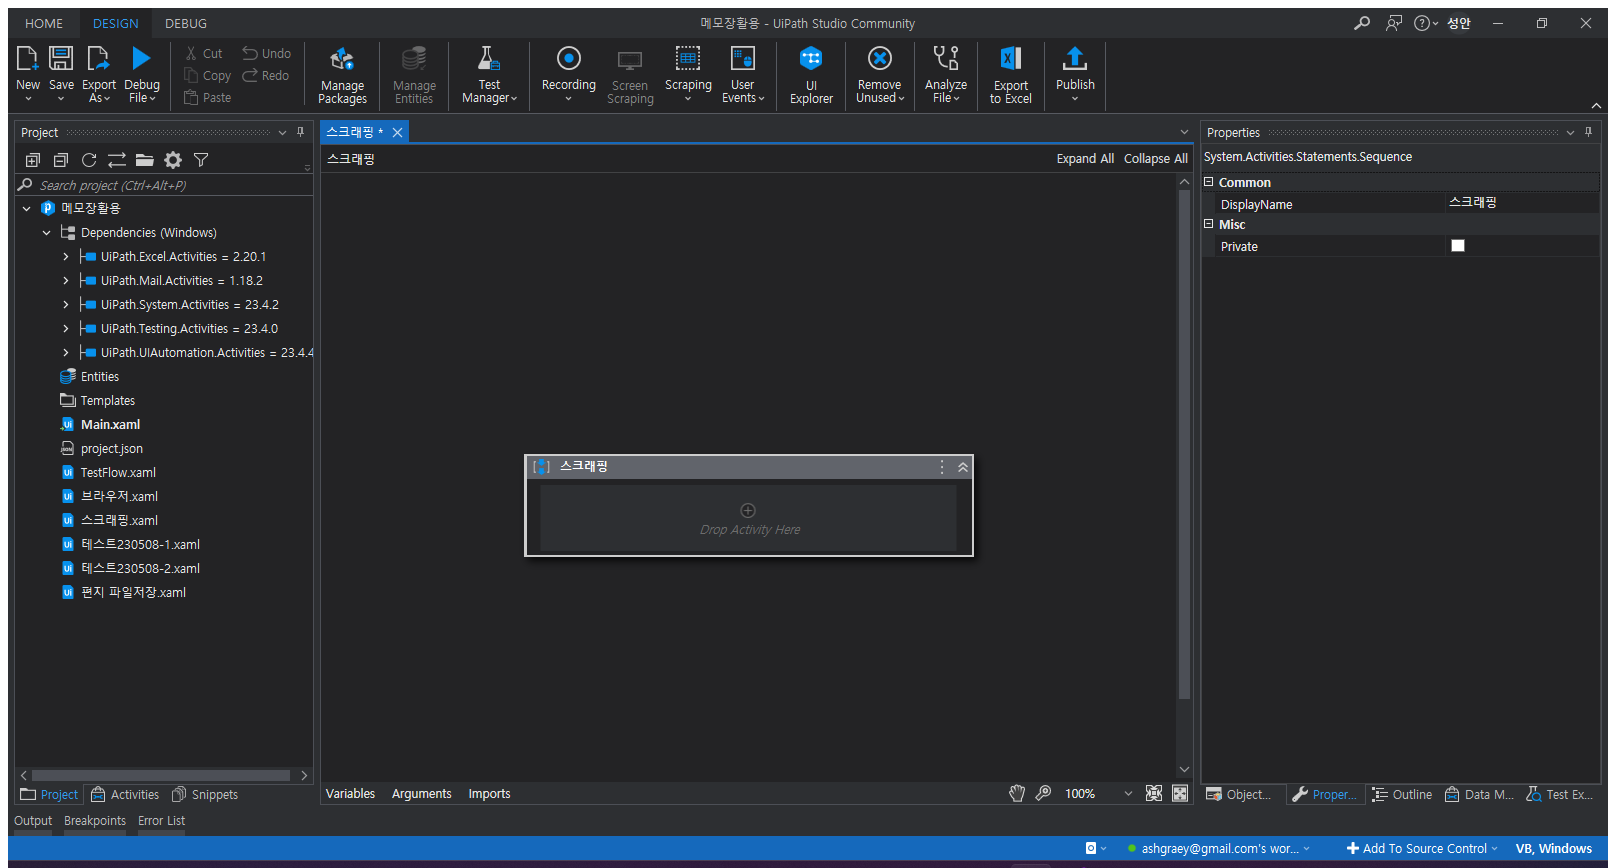 HOME DESIGN DEBUG
메모장활용 - UiPath Studio Community
성안
New
Save
Export As
Debug File
Cut
Copy
Paste
Undo
Redo
Manage Packages
Manage Entities
Test Manager
Recording
Screen Scraping
Scraping
User Events
UI Explorer
Remove Unused
Analyze File
Export to Excel
Publish
Project
Search project (Ctrl+Alt+P)
메모장활용
Dependencies (Windows)
UiPath.Excel.Activities = 2.20.1
UiPath.Mail.Activities = 1.18.2
UiPath.System.Activities = 23.4.2
UiPath.Testing.Activities = 23.4.0
UiPath.UIAutomation.Activities = 23.4.4
Entities
Templates
Main.xaml
project.json
TestFlow.xaml
브라우저.xaml
스크래핑.xaml
테스트230508-1.xaml
테스트230508-2.xaml
편지 파일저장.xaml
Project Activities Snippets
스크래핑 *
스크래핑
Expand All Collapse All
스크래핑
Drop Activity Here
Variables Arguments Imports
100%
Properties
System.Activities.Statements.Sequence
Common
DisplayName 스크래핑
Misc
Private
Object... Proper... Outline Data M... Test Ex...
Output Breakpoints Error List
ashgraey@gmail.com's wor...
Add To Source Control
VB, Windows